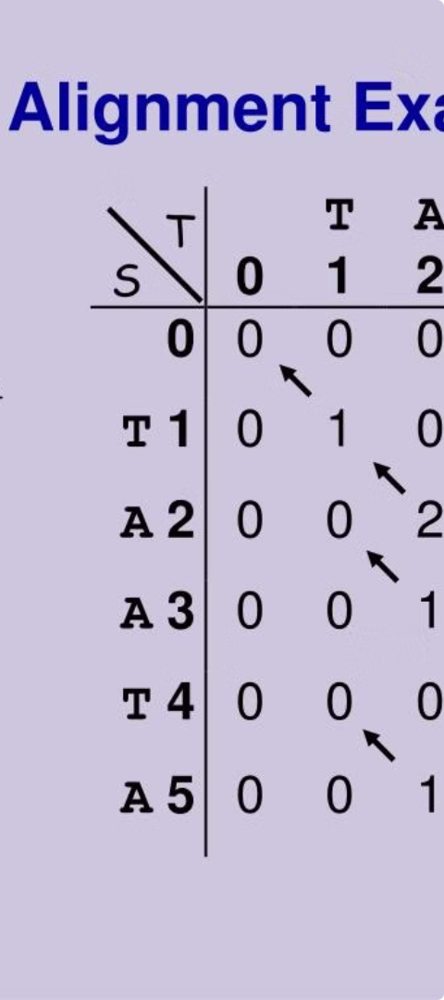 Alignment Exa
T A
T
S 0 1 2
0 0 0 0
T 1 0 1 0
A 2 0 0 2
A 3 0 0 1
T 4 0 0 0
A 5 0 0 1